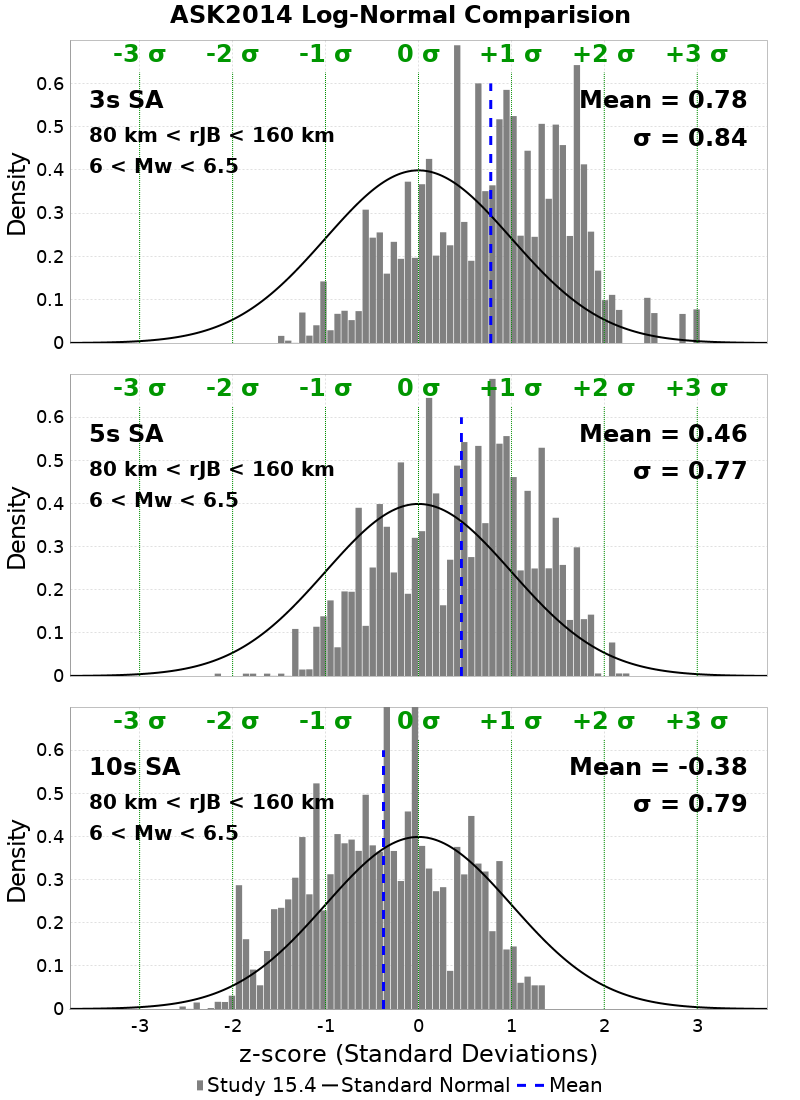 ASK2014 Log-Normal Comparision
-3 σ -2 σ -1 σ 0 σ +1 σ +2 σ +3 σ
3s SA
80 km < rJB < 160 km
6 < Mw < 6.5
Mean = 0.78
σ = 0.84
0.6
0.5
0.4
0.3
0.2
0.1
0
Density
-3 σ -2 σ -1 σ 0 σ +1 σ +2 σ +3 σ
5s SA
80 km < rJB < 160 km
6 < Mw < 6.5
Mean = 0.46
σ = 0.77
0.6
0.5
0.4
0.3
0.2
0.1
0
Density
-3 σ -2 σ -1 σ 0 σ +1 σ +2 σ +3 σ
10s SA
80 km < rJB < 160 km
6 < Mw < 6.5
Mean = -0.38
σ = 0.79
0.6
0.5
0.4
0.3
0.2
0.1
0
Density
-3 -2 -1 0 1 2 3
z-score (Standard Deviations)
Study 15.4 Standard Normal Mean